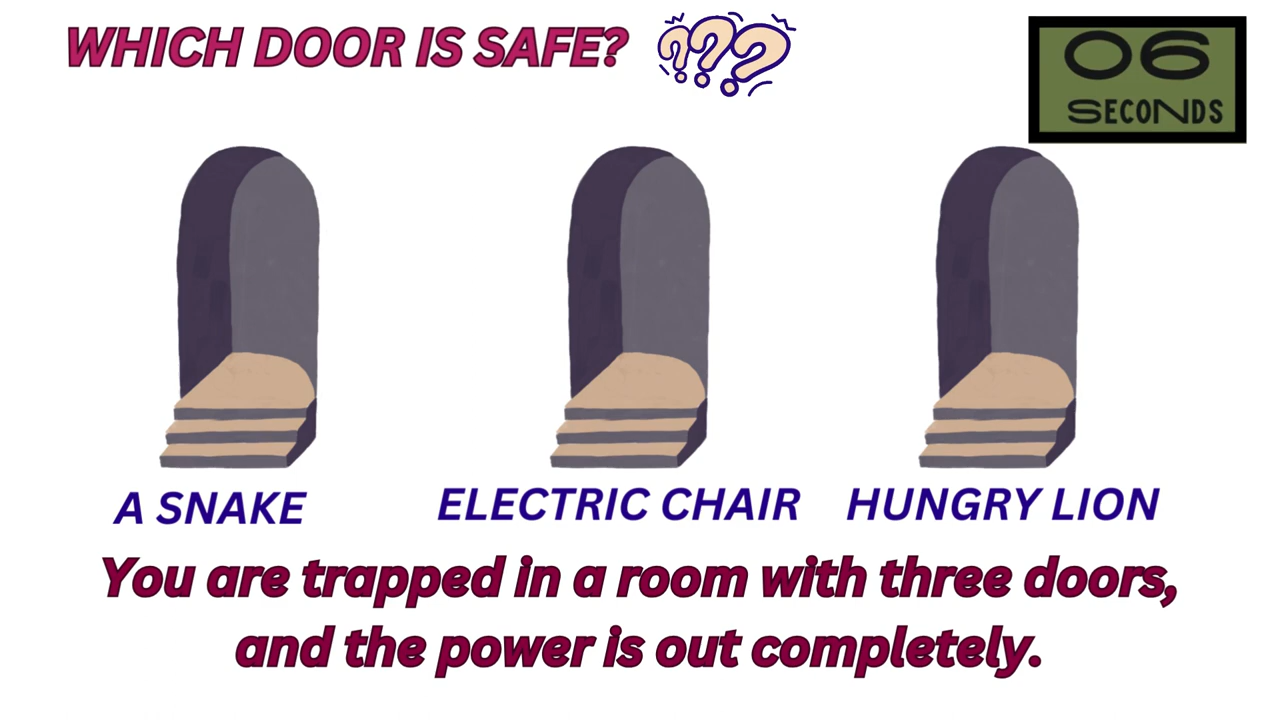 WHICH DOOR IS SAFE?
???
06
SECONDS
A SNAKE
ELECTRIC CHAIR
HUNGRY LION
You are trapped in a room with three doors,
and the power is out completely.